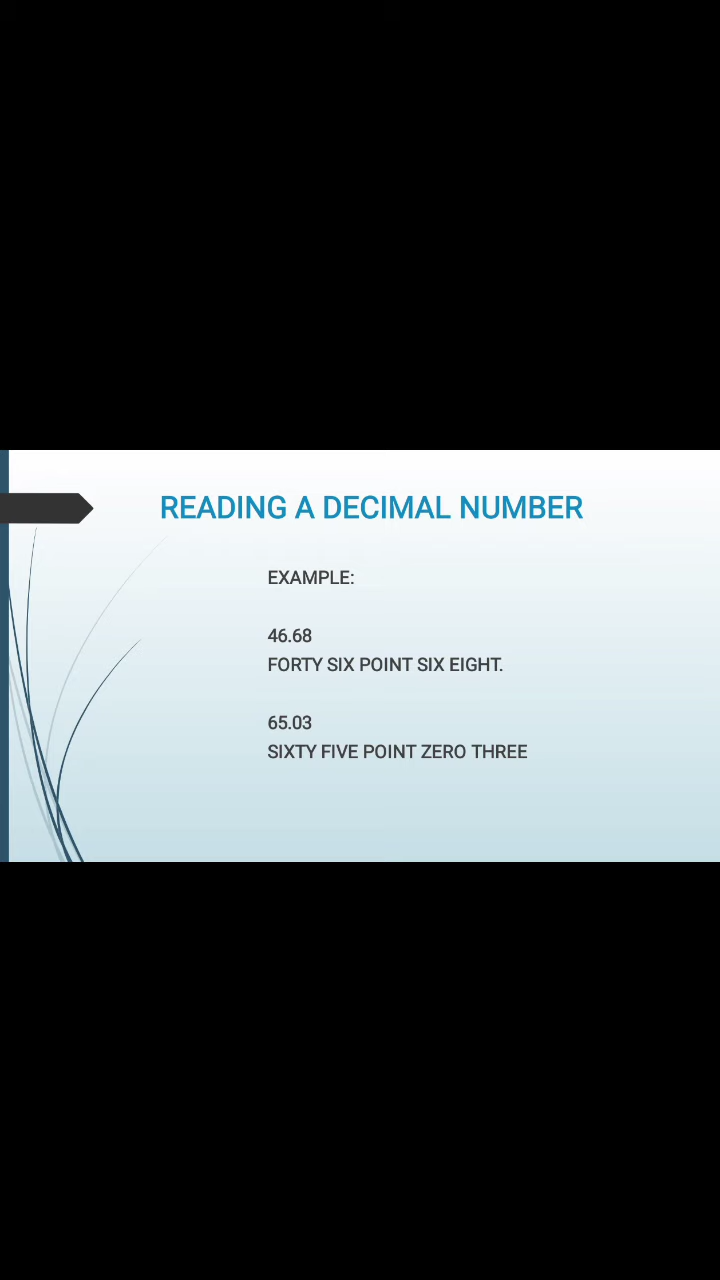 READING A DECIMAL NUMBER
EXAMPLE:
46.68
FORTY SIX POINT SIX EIGHT.
65.03
SIXTY FIVE POINT ZERO THREE